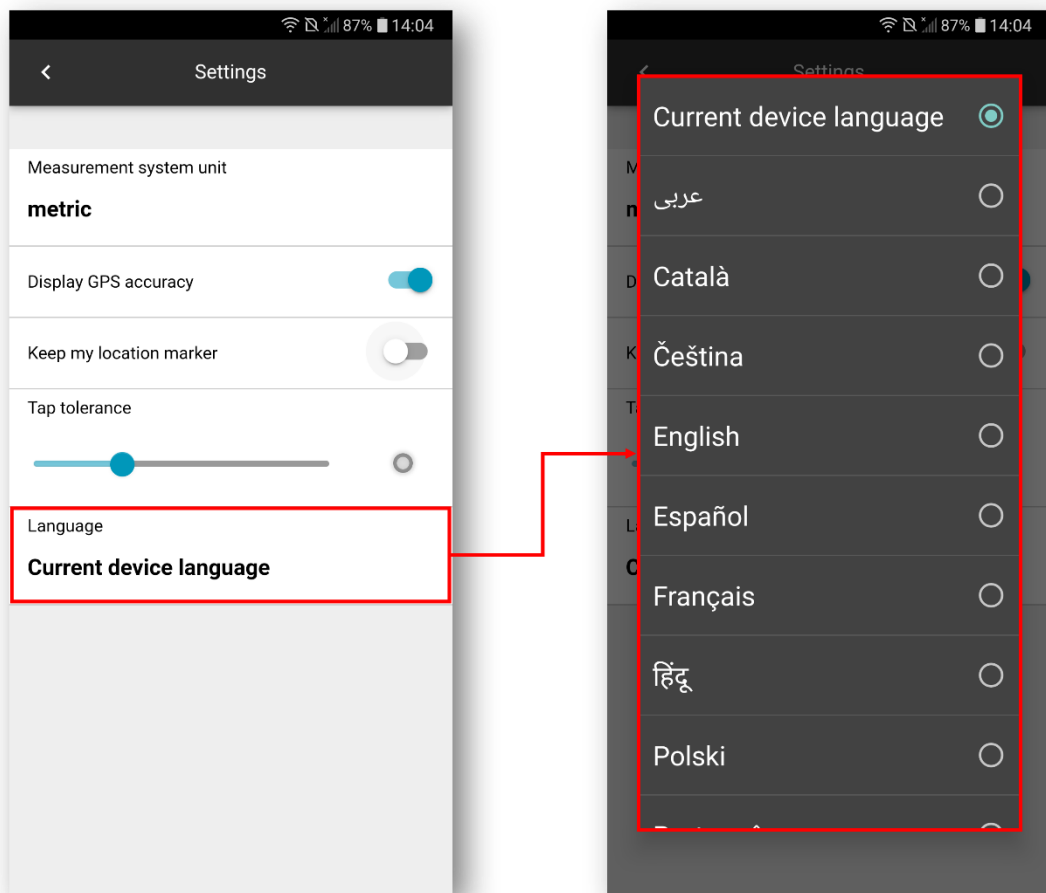 87% 14:04
Settings
Measurement system unit
metric
Display GPS accuracy
Keep my location marker
Tap tolerance
Language
Current device language
87% 14:04
Settings
Current device language
عربى
Català
Čeština
English
Español
Français
हिंदू
Polski